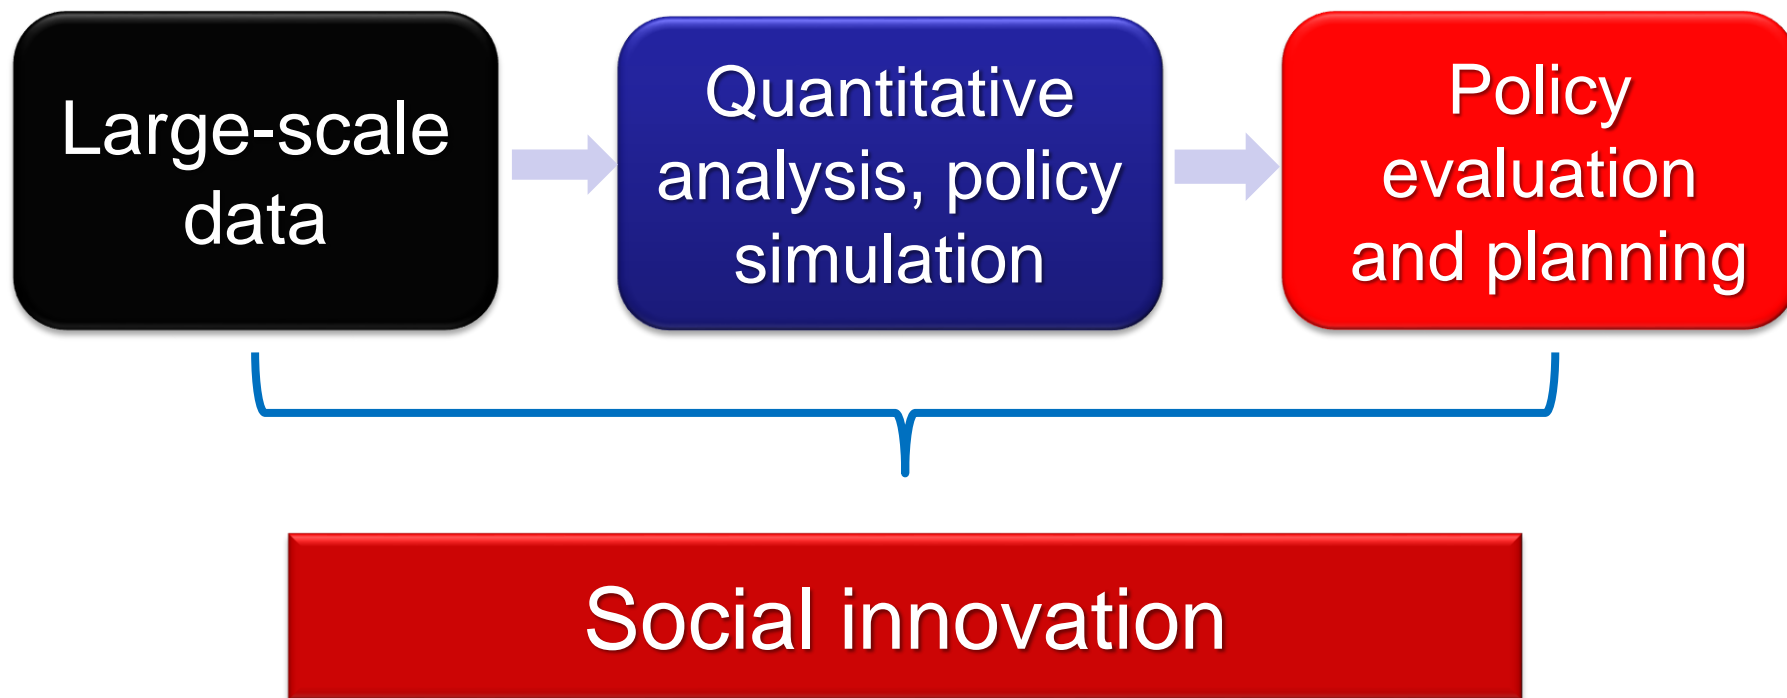 Large-scale
data
Quantitative
analysis, policy
simulation
Policy
evaluation
and planning
Social innovation